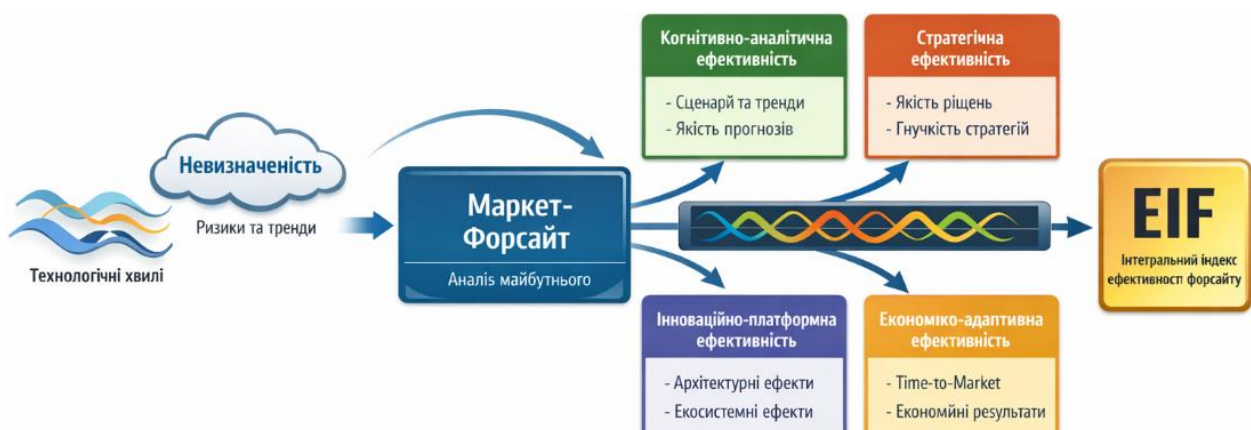 Технологічні хвилі
Невизначеність
Ризики та тренди
Маркет-
Форсайт
Аналіз майбутнього
Когнітивно-аналітична
ефективність
- Сценарії та тренди
- Якість прогнозів
Стратегічна
ефективність
- Якість ріщень
- Гнучкість стратегій
Інноваційно-платформна
ефективність
- Архітектурні ефекти
- Екосистемні ефекти
Економіко-адаптивна
ефективність
- Time-to-Market
- Економійні результати
EIF
Інтегральний індекс
ефективності форсайту